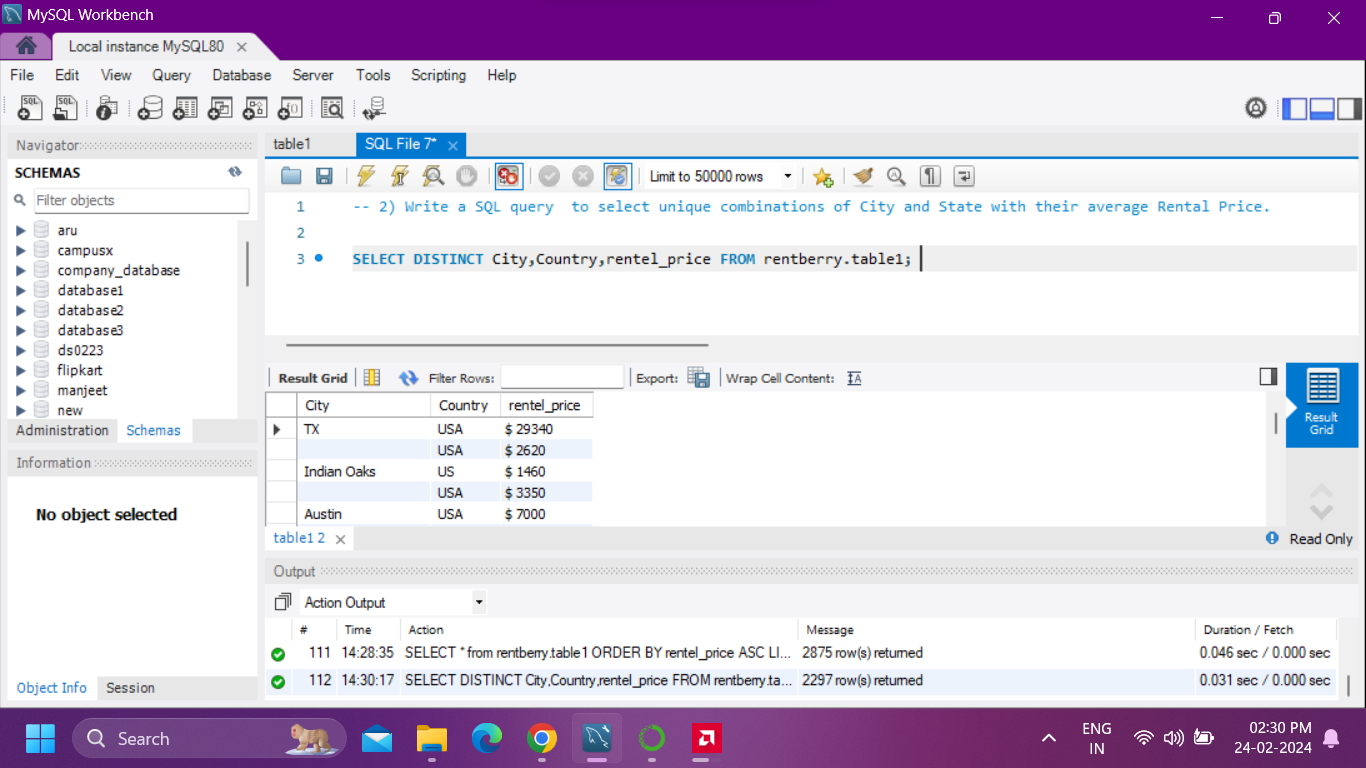 MySQL Workbench
Local instance MySQL80
File Edit View Query Database Server Tools Scripting Help
Navigator
SCHEMAS
Filter objects
aru
campusx
company_database
database1
database2
database3
ds0223
flipkart
manjeet
new
Administration Schemas
Information
No object selected
Object Info Session
table1 SQL File 7*
Limit to 50000 rows
1 -- 2) Write a SQL query  to select unique combinations of City and State with their average Rental Price.
2
3 SELECT DISTINCT City,Country,rentel_price FROM rentberry.table1;
Result Grid Filter Rows: Export: Wrap Cell Content:
City Country rentel_price
TX USA $ 29340
USA $ 2620
Indian Oaks US $ 1460
USA $ 3350
Austin USA $ 7000
Result
Grid
table1 2 Read Only
Output
Action Output
# Time Action Message Duration / Fetch
111 14:28:35 SELECT * from rentberry.table1 ORDER BY rentel_price ASC LI... 2875 row(s) returned 0.046 sec / 0.000 sec
112 14:30:17 SELECT DISTINCT City,Country,rentel_price FROM rentberry.ta... 2297 row(s) returned 0.031 sec / 0.000 sec
Search
ENG
IN
02:30 PM
24-02-2024